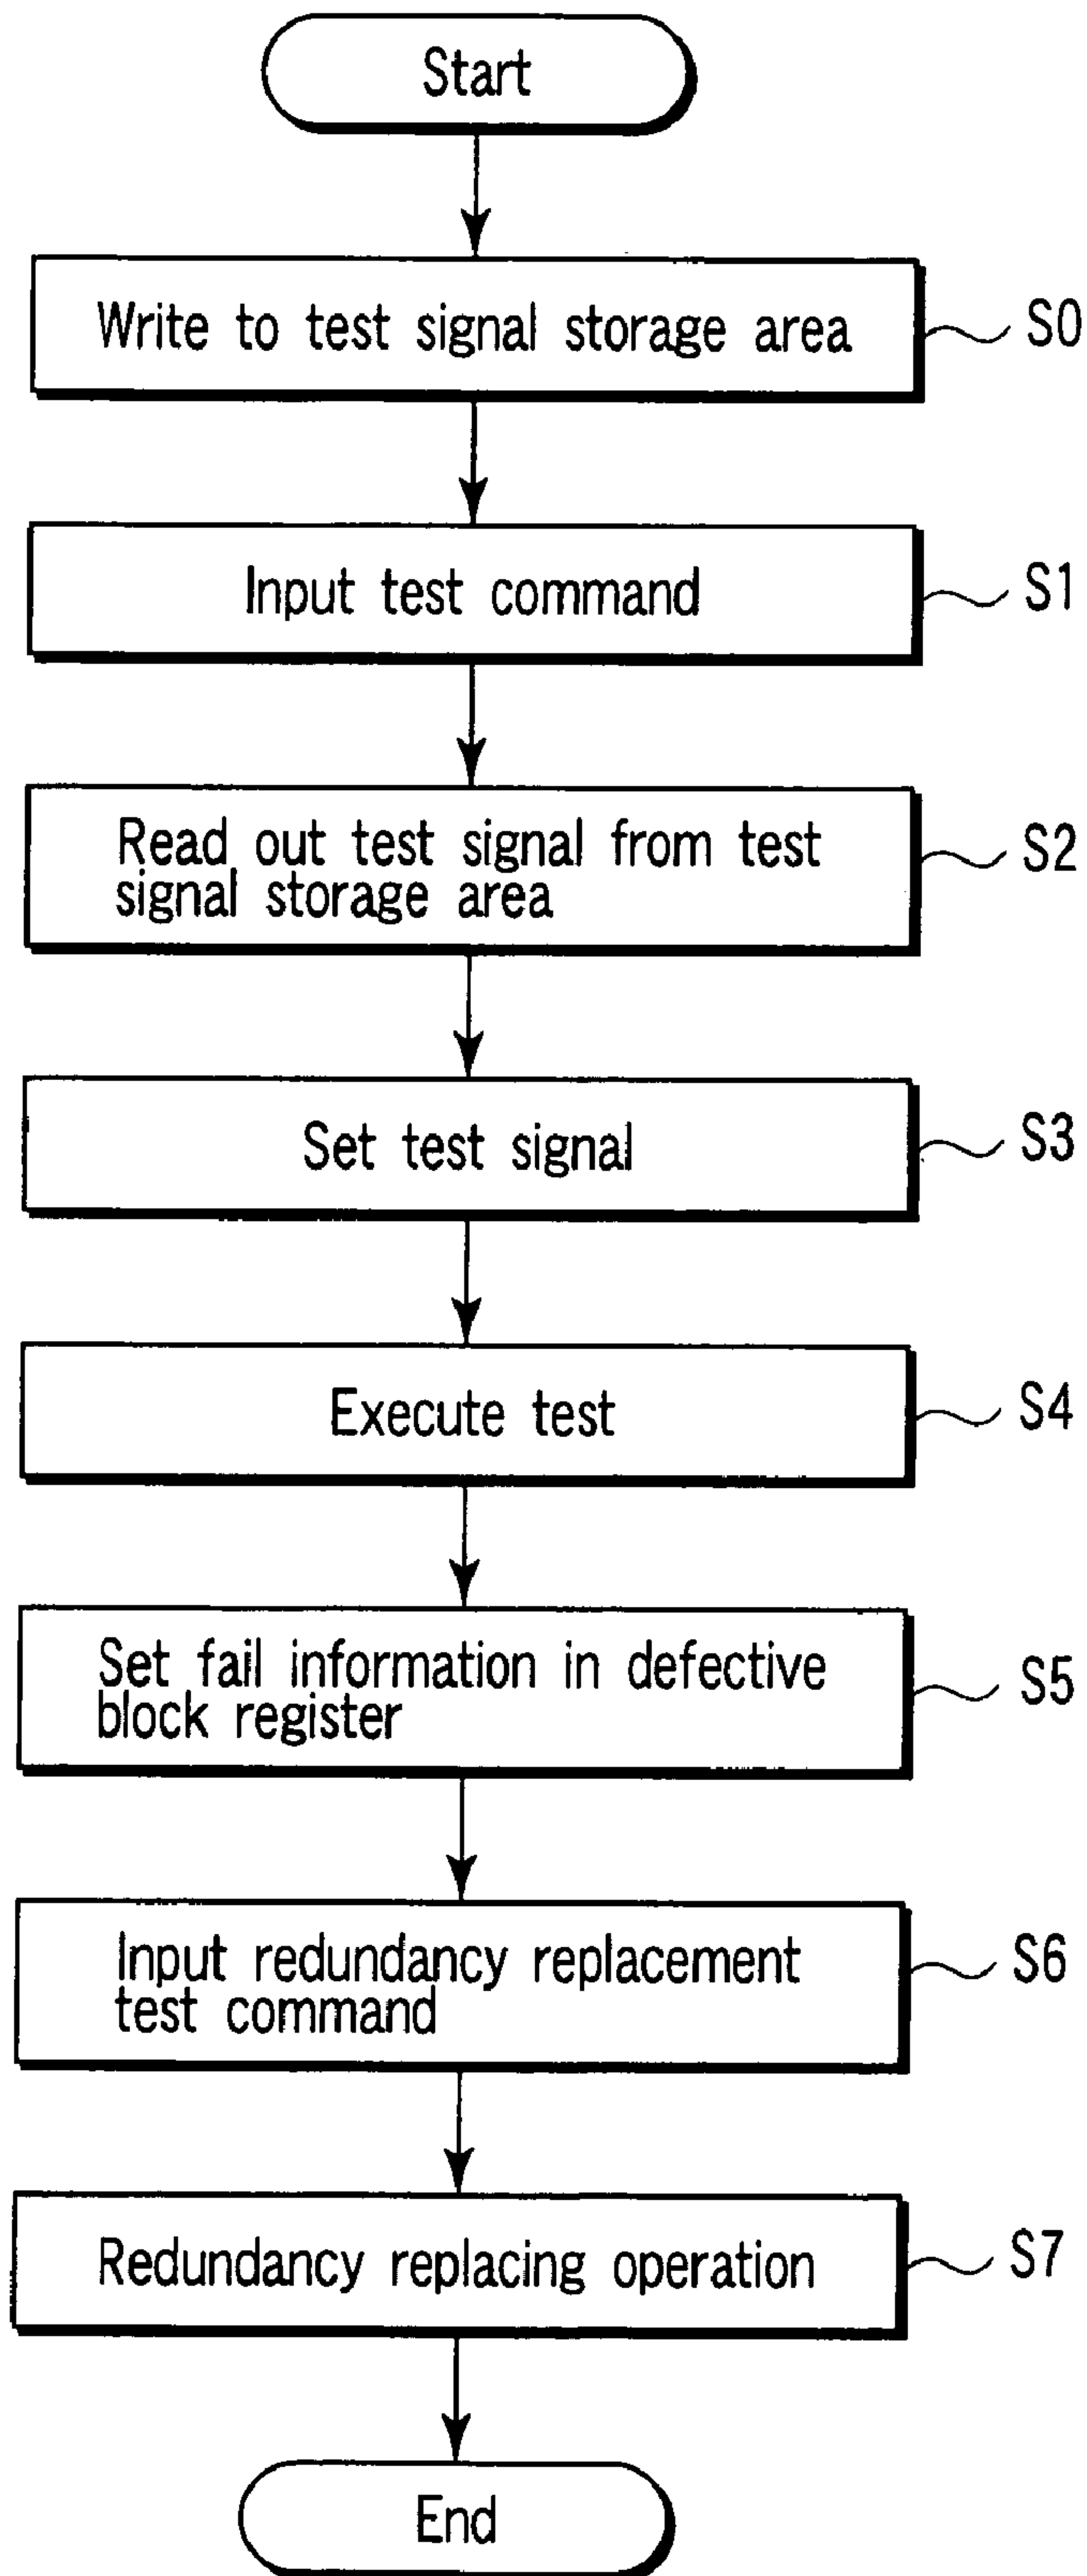 Start
Write to test signal storage area
S0
Input test command
S1
Read out test signal from test
signal storage area
S2
Set test signal
S3
Execute test
S4
Set fail information in defective
block register
S5
Input redundancy replacement
test command
S6
Redundancy replacing operation
S7
End